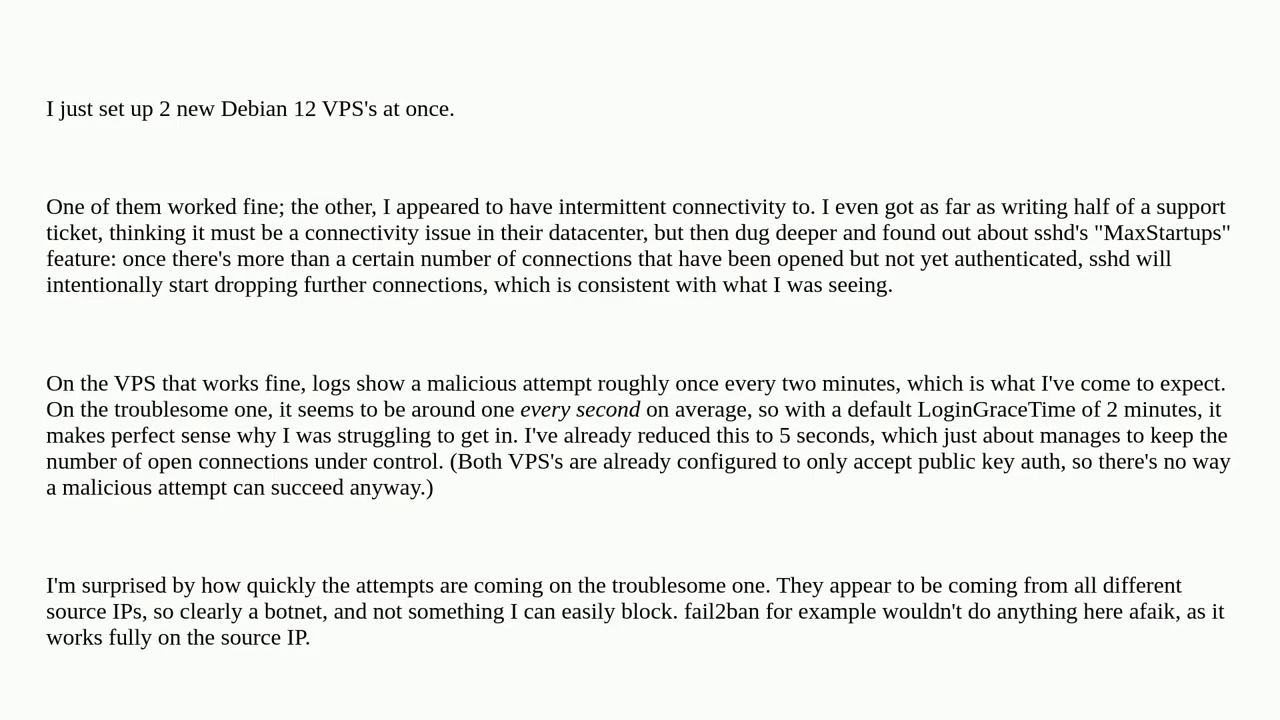 I just set up 2 new Debian 12 VPS's at once.
One of them worked fine; the other, I appeared to have intermittent connectivity to. I even got as far as writing half of a support
ticket, thinking it must be a connectivity issue in their datacenter, but then dug deeper and found out about sshd's "MaxStartups"
feature: once there's more than a certain number of connections that have been opened but not yet authenticated, sshd will
intentionally start dropping further connections, which is consistent with what I was seeing.
On the VPS that works fine, logs show a malicious attempt roughly once every two minutes, which is what I've come to expect.
On the troublesome one, it seems to be around one every second on average, so with a default LoginGraceTime of 2 minutes, it
makes perfect sense why I was struggling to get in. I've already reduced this to 5 seconds, which just about manages to keep the
number of open connections under control. (Both VPS's are already configured to only accept public key auth, so there's no way
a malicious attempt can succeed anyway.)
I'm surprised by how quickly the attempts are coming on the troublesome one. They appear to be coming from all different
source IPs, so clearly a botnet, and not something I can easily block. fail2ban for example wouldn't do anything here afaik, as it
works fully on the source IP.